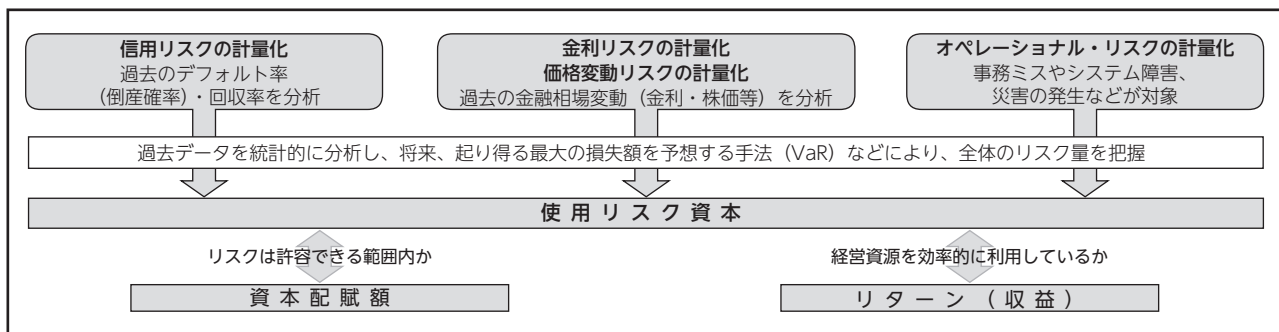 信用リスクの計量化
過去のデフォルト率
（倒産確率）・回収率を分析
金利リスクの計量化
価格変動リスクの計量化
過去の金融相場変動（金利・株価等）を分析
オペレーショナル・リスクの計量化
事務ミスやシステム障害、
災害の発生などが対象
過去データを統計的に分析し、将来、起り得る最大の損失額を予想する手法（VaR）などにより、全体のリスク量を把握
使用リスク資本
リスクは許容できる範囲内か
経営資源を効率的に利用しているか
資本配賦額
リターン（収益）